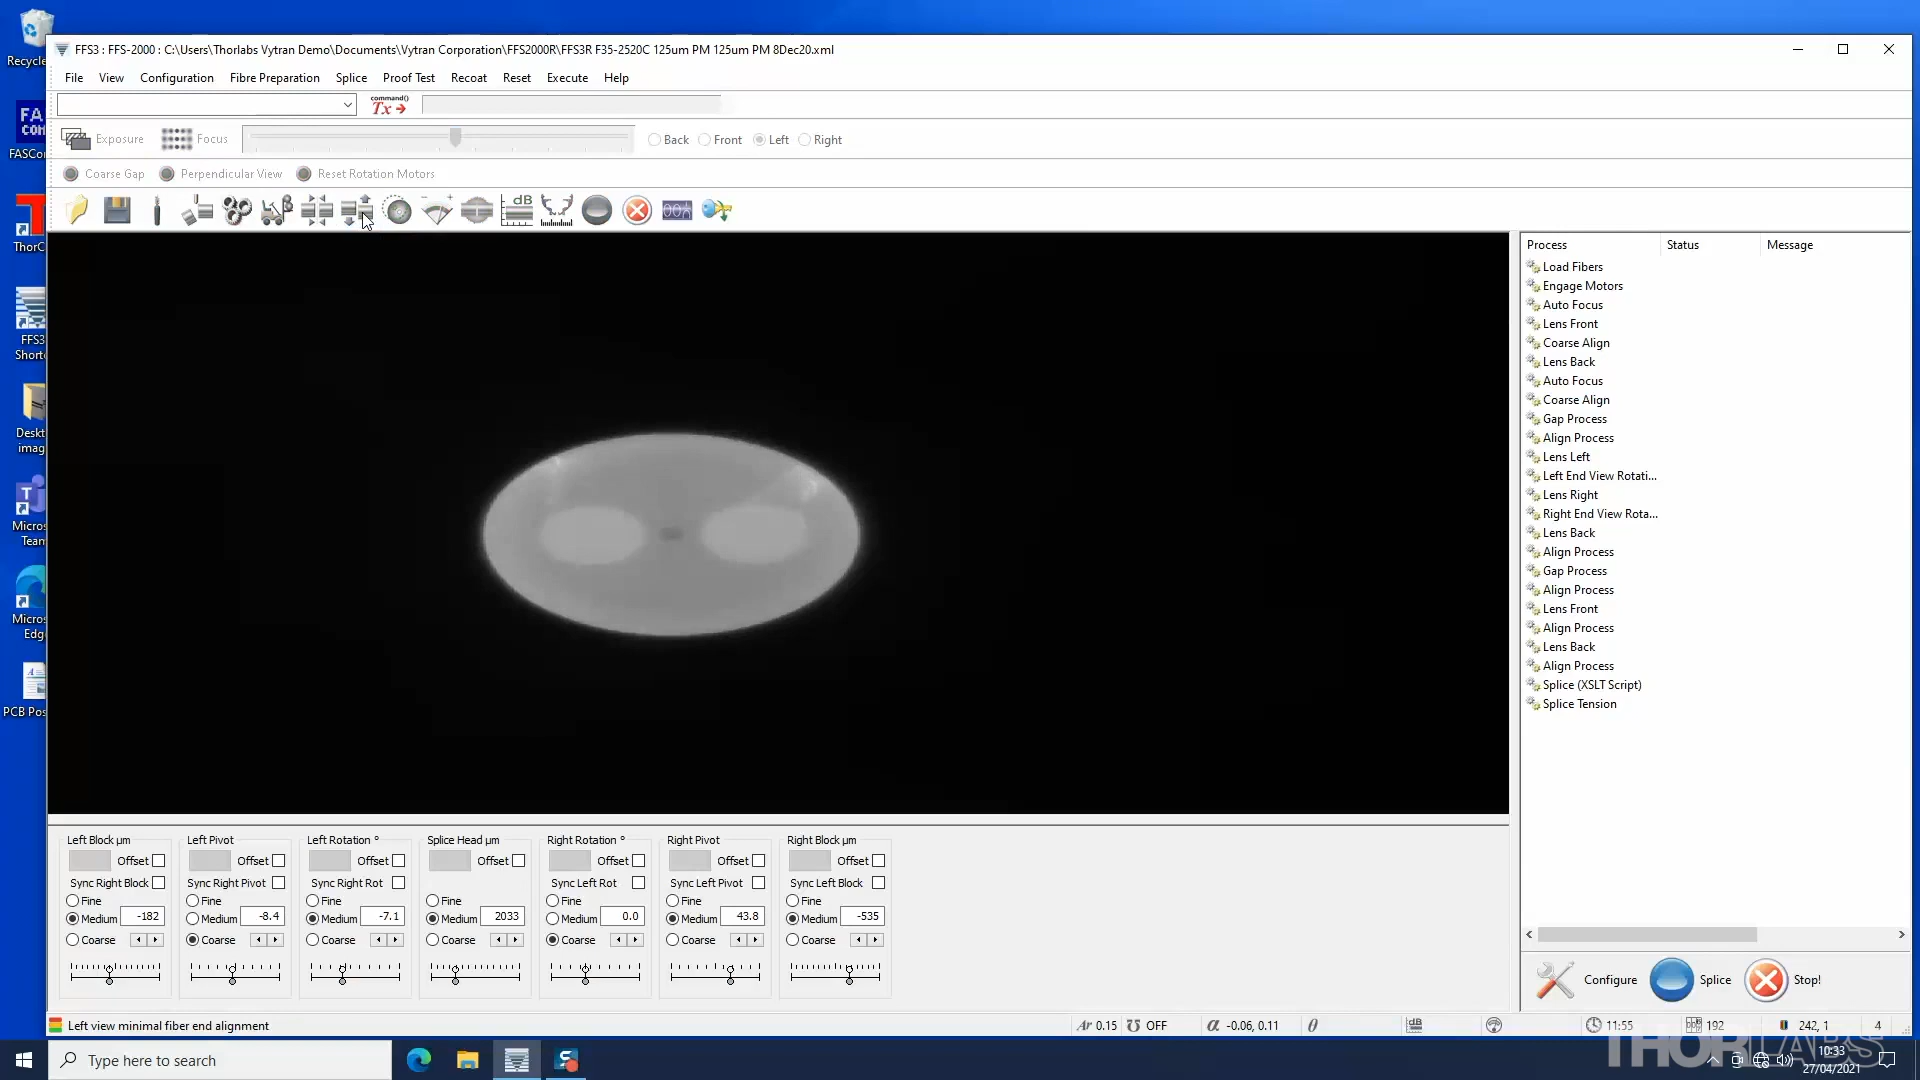 Recycle
FFS3 : FFS-2000 : C:\Users\Thorlabs Vytran Demo\Documents\Vytran Corporation\FFS2000R\FFS3R F35-2520C 125um PM 125um PM 8Dec20.xml
File View Configuration Fibre Preparation Splice Proof Test Recoat Reset Execute Help
command()
Tx
Exposure Focus Back Front Left Right
Coarse Gap Perpendicular View Reset Rotation Motors
dB
FA
CON
FASCo
ThorC
FFS3
Short
Deskt
imag
Micros
Team
Micros
Edg
PCB Po
Process Status Message
Load Fibers
Engage Motors
Auto Focus
Lens Front
Coarse Align
Lens Back
Auto Focus
Coarse Align
Gap Process
Align Process
Lens Left
Left End View Rotati...
Lens Right
Right End View Rota...
Lens Back
Align Process
Gap Process
Align Process
Lens Front
Align Process
Lens Back
Align Process
Splice (XSLT Script)
Splice Tension
Left Block µm Left Pivot Left Rotation ° Splice Head µm Right Rotation ° Right Pivot Right Block µm
Offset Offset Offset Offset Offset Offset Offset
Sync Right Block Sync Right Pivot Sync Right Rot Sync Left Rot Sync Left Pivot Sync Left Block
Fine Fine Fine Fine Fine Fine Fine
Medium -182 Medium -8.4 Medium -7.1 Medium 2033 Medium 0.0 Medium 43.8 Medium -535
Coarse Coarse Coarse Coarse Coarse Coarse Coarse
Configure Splice Stop!
Left view minimal fiber end alignment Ar 0.15 OFF α -0.06, 0.11 θ dB 11:55 192 242, 1 4
THORLABS
Type here to search
10:33
27/04/2021